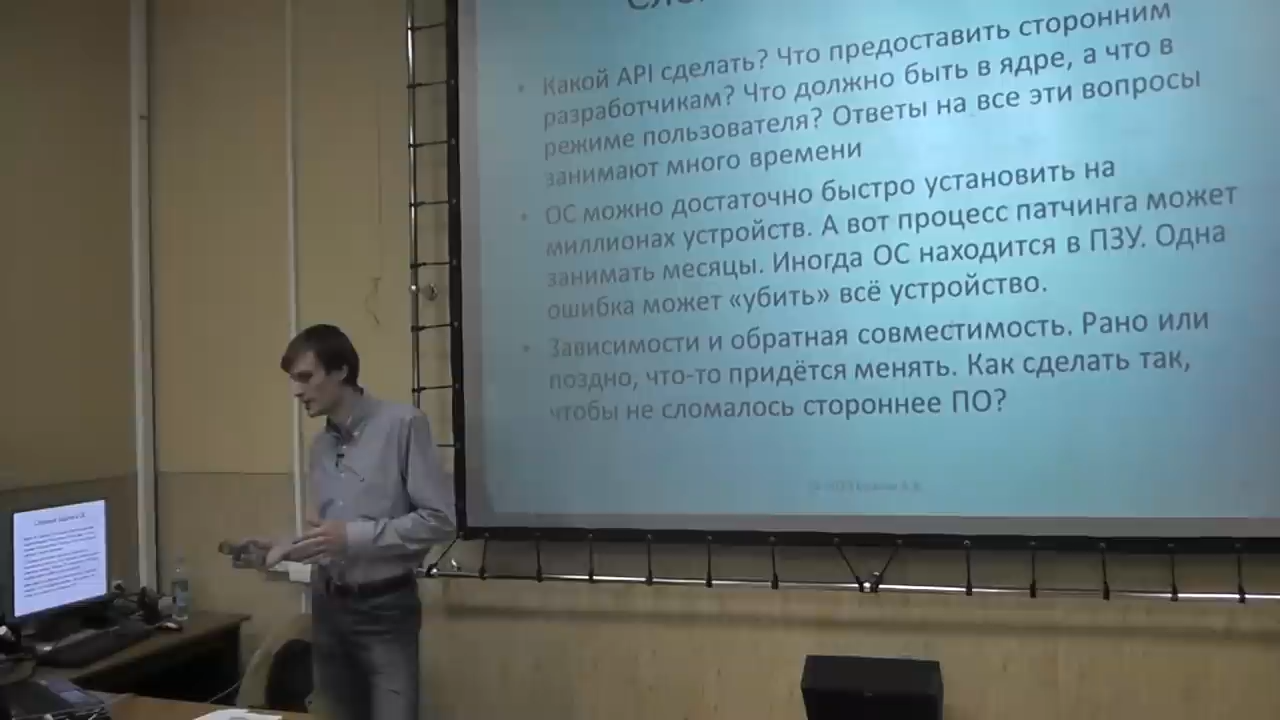 • Какой API сделать? Что предоставить сторонним
разработчикам? Что должно быть в ядре, а что в
режиме пользователя? Ответы на все эти вопросы
занимают много времени
• ОС можно достаточно быстро установить на
миллионах устройств. А вот процесс патчинга может
занимать месяцы. Иногда ОС находится в ПЗУ. Одна
ошибка может «убить» всё устройство.
• Зависимости и обратная совместимость. Рано или
поздно, что-то придётся менять. Как сделать так,
чтобы не сломалось стороннее ПО?